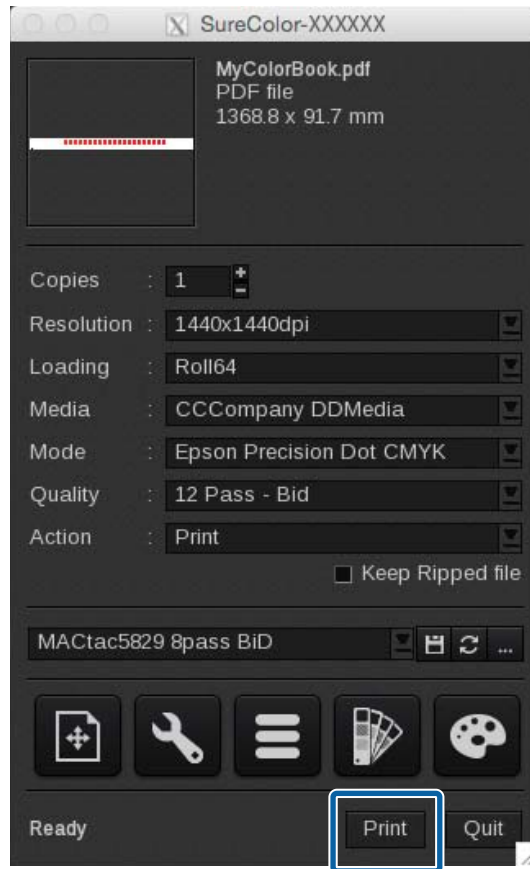 SureColor-XXXXXX
MyColorBook.pdf
PDF file
1368.8 x 91.7 mm
Copies : 1
Resolution : 1440x1440dpi
Loading : Roll64
Media : CCCompany DDMedia
Mode : Epson Precision Dot CMYK
Quality : 12 Pass - Bid
Action : Print
Keep Ripped file
MACtac5829 8pass BiD ...
Ready Print Quit